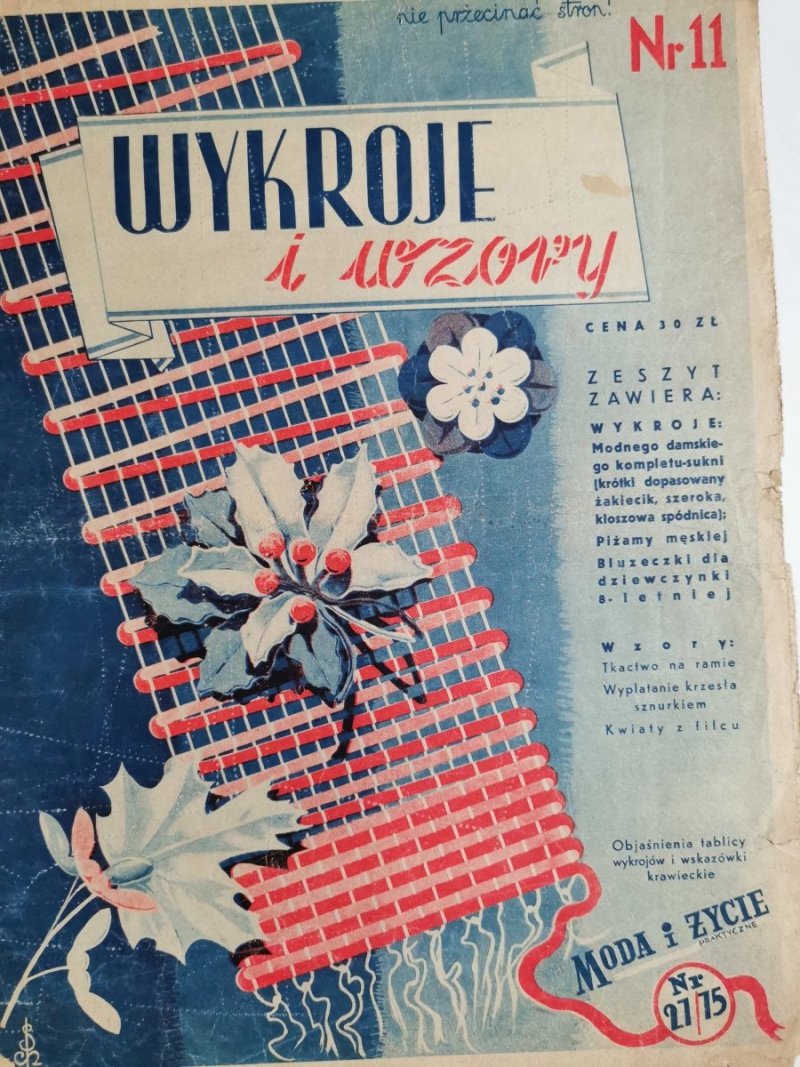 nie przecinać stron!
Nr 11
WYKROJE
i wzory
CENA 30 ZŁ
ZESZYT
ZAWIERA:
WYKROJE:
Modnego damskie-
go kompletu-sukni
(krótki dopasowany
żakiecik, szeroka,
kloszowa spódnica);
Piżamy męskiej
Bluzeczki dla
dziewczynki
8-letniej
Wzory:
Tkactwo na ramie
Wyplatanie krzesła
sznurkiem
Kwiaty z filcu
Objaśnienia tablicy
wykrojów i wskazówki
krawieckie
MODA i ŻYCIE
PRAKTYCZNE
Nr
27/75